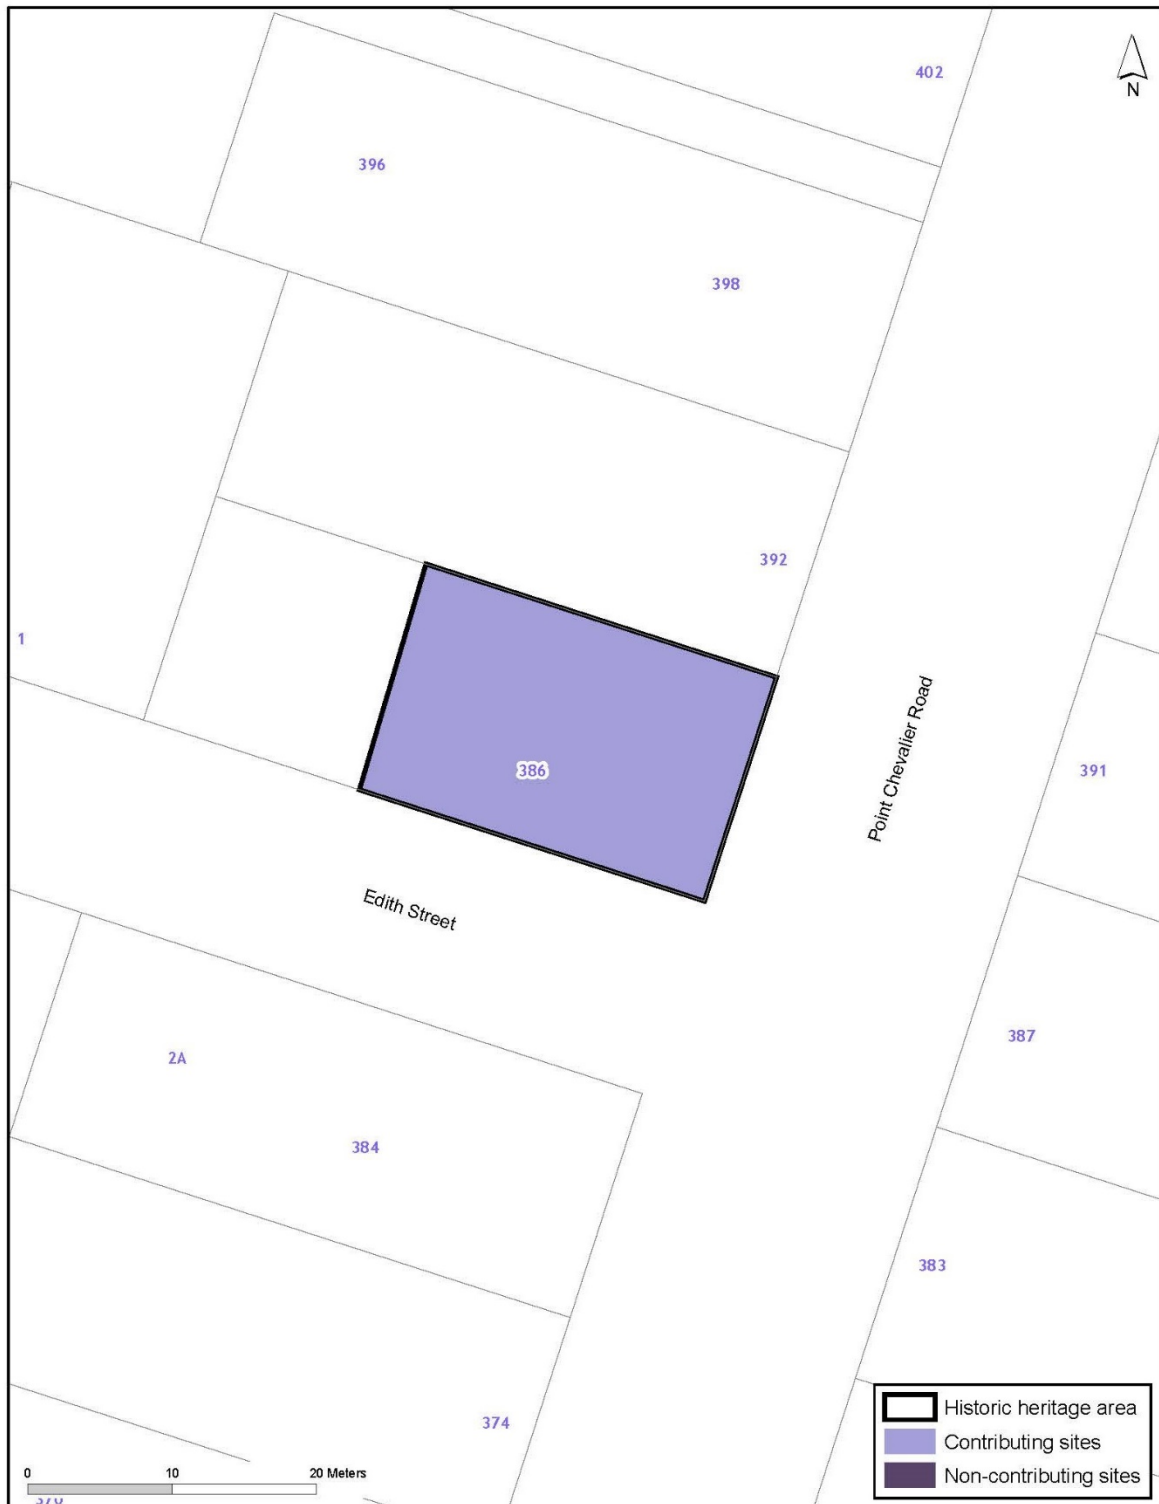 402
N
396
398
392
1
386
Point Chevalier Road
391
Edith Street
387
2A
384
383
374
Historic heritage area
Contributing sites
Non-contributing sites
0 10 20 Meters